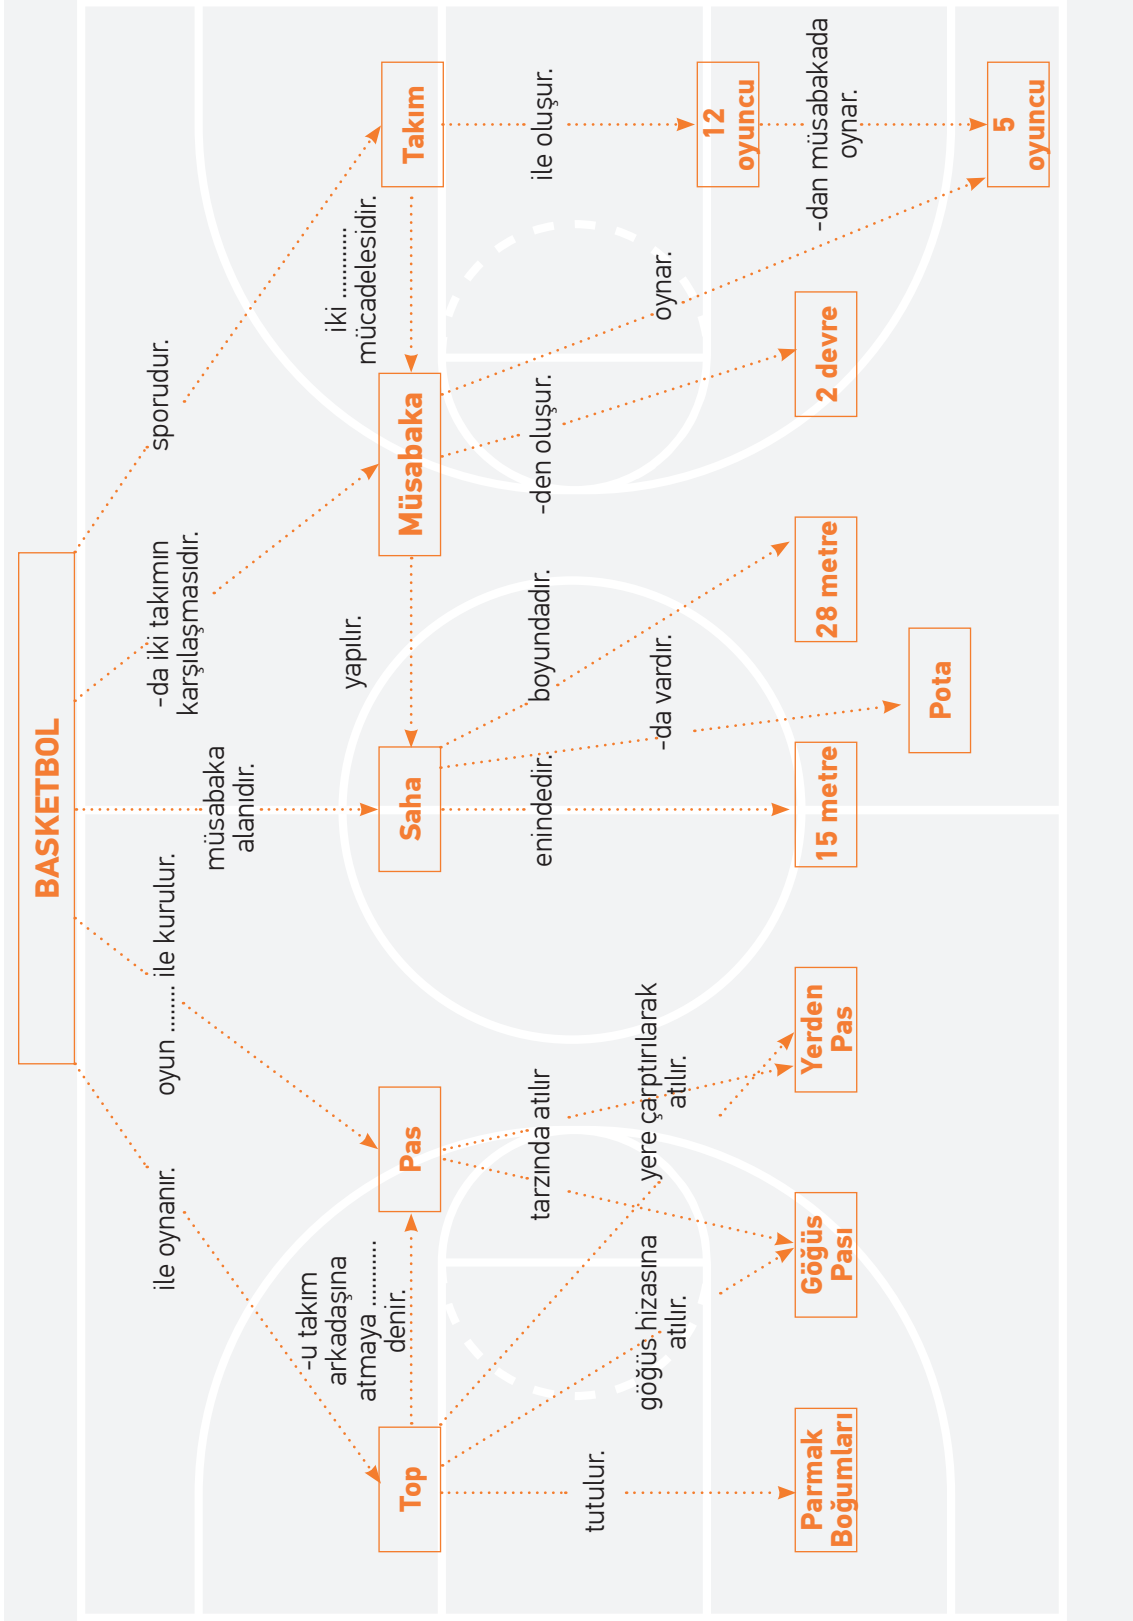 BASKETBOL
ile oynanır.
oyun ........ ile kurulur.
müsabaka
alanıdır.
-da iki takımın
karşılaşmasıdır.
sporudur.
Top
-u takım
arkadaşına
atmaya ............
denir.
Pas
Saha
yapılır.
Müsabaka
iki ............
mücadelesidir.
Takım
tutulur.
göğüs hizasına
atılır.
tarzında atılır
yere çarptırılarak
atılır.
enindedir.
boyundadır.
-da vardır.
-den oluşur.
oynar.
ile oluşur.
12
oyuncu
-dan müsabakada
oynar.
Parmak
Boğumları
Göğüs
Pası
Yerden
Pas
15 metre
28 metre
2 devre
Pota
5
oyuncu